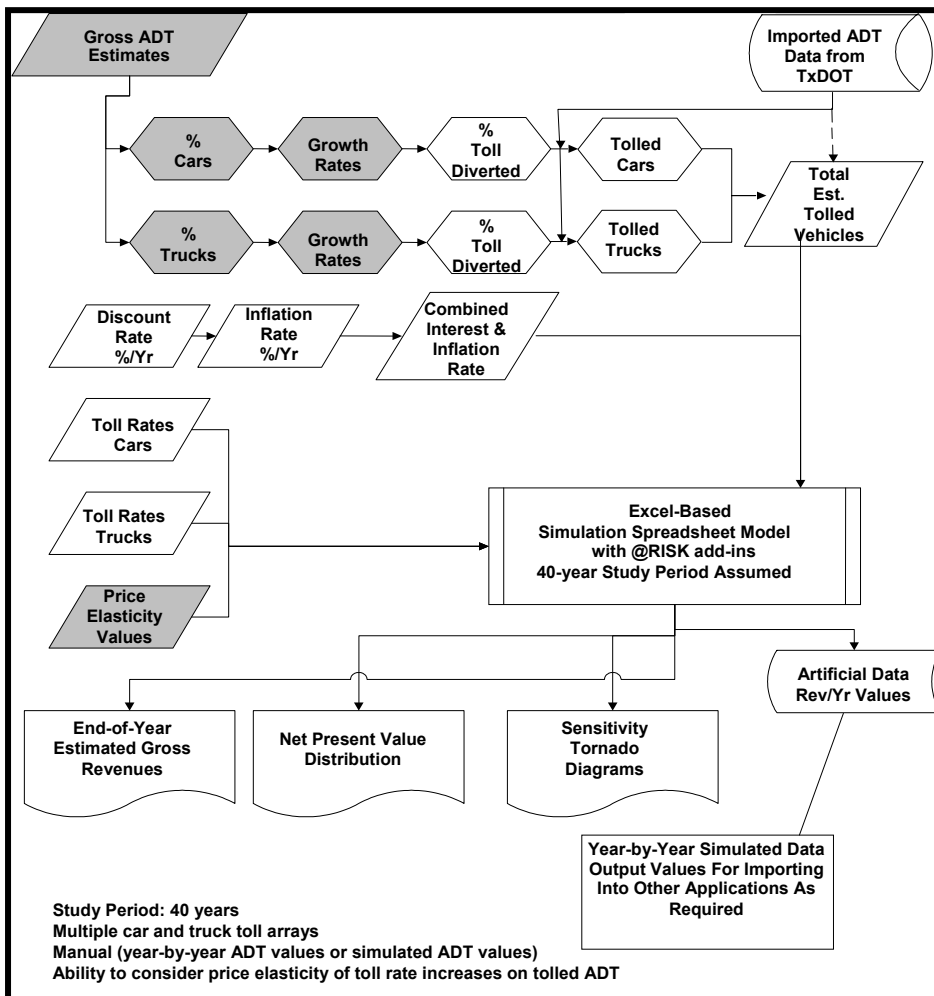 Gross ADT
Estimates
Imported ADT
Data from
TxDOT
%
Cars
Growth
Rates
%
Toll
Diverted
Tolled
Cars
Total
Est.
Tolled
Vehicles
%
Trucks
Growth
Rates
%
Toll
Diverted
Tolled
Trucks
Discount
Rate
%/Yr
Inflation
Rate
%/Yr
Combined
Interest &
Inflation
Rate
Toll Rates
Cars
Toll Rates
Trucks
Price
Elasticity
Values
Excel-Based
Simulation Spreadsheet Model
with @RISK add-ins
40-year Study Period Assumed
End-of-Year
Estimated Gross
Revenues
Net Present Value
Distribution
Sensitivity
Tornado
Diagrams
Artificial Data
Rev/Yr Values
Year-by-Year Simulated Data
Output Values For Importing
Into Other Applications As
Required
Study Period: 40 years
Multiple car and truck toll arrays
Manual (year-by-year ADT values or simulated ADT values)
Ability to consider price elasticity of toll rate increases on tolled ADT